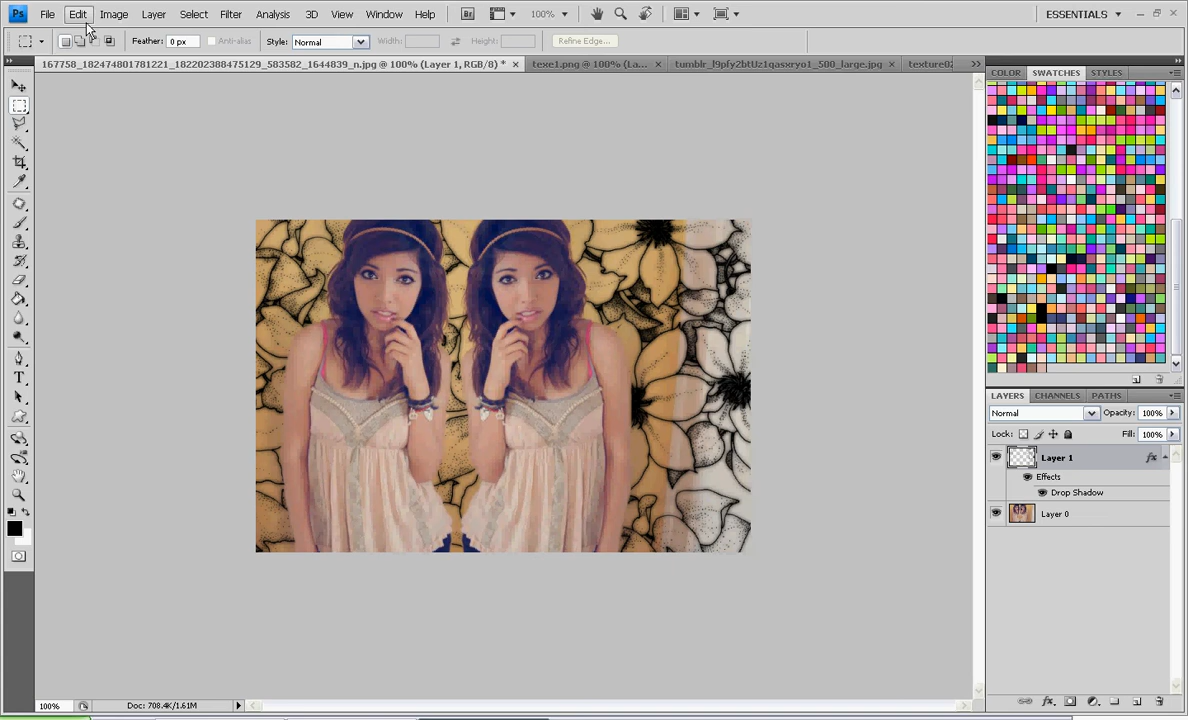 Ps File Edit Image Layer Select Filter Analysis 3D View Window Help Br 100% ESSENTIALS
Feather: 0 px Anti-alias Style: Normal Width: Height: Refine Edge...
167758_182474801781221_182202388475129_583582_1644839_n.jpg @ 100% (Layer 1, RGB/8) * texe1.png @ 100% (La... tumblr_l9pfy2btUz1qasxryo1_500_large.jpg
COLOR SWATCHES STYLES
LAYERS CHANNELS PATHS
Normal Opacity: 100%
Lock: Fill: 100%
Layer 1 fx
Effects
Drop Shadow
Layer 0
100% Doc: 708.4K/1.61M